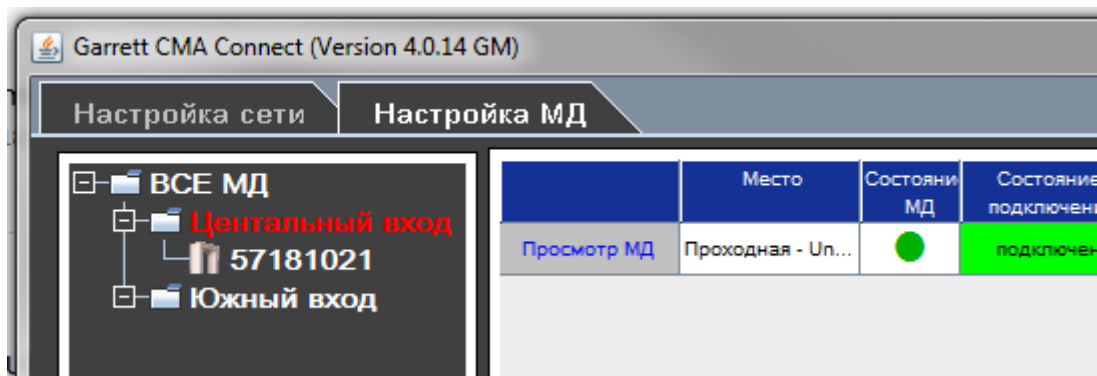 Garrett CMA Connect (Version 4.0.14 GM)
Настройка сети
Настройка МД
ВСЕ МД
Центальный вход
57181021
Южный вход
Место
Состояни
МД
Состояние
подключени
Просмотр МД
Проходная - Un...
подключен